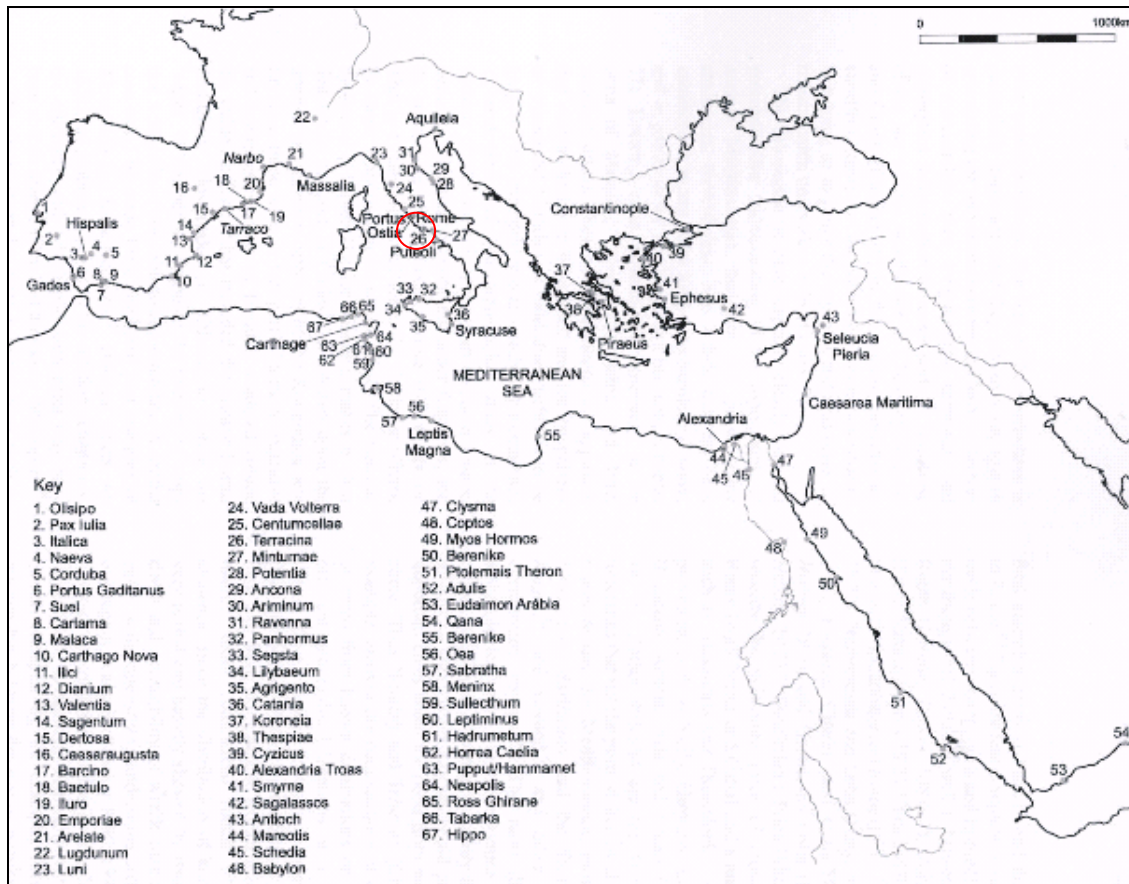 0 1000Km
22
Aquileia
Narbo
21
23
31
30
29
28
Massalia
18
20
16
24
25
15
17
19
Tarraco
Portus
Rome
Ostia
26
27
Puteoli
Constantinople
1
Hispalis
14
13
2
3
4
5
12
11
10
Gades
6
8
9
7
40
39
37
41
Ephesus
42
38
Piraeus
33
32
34
35
36
Syracuse
66
65
67
Carthage
64
63
62
61
60
59
58
43
Seleucia
Pieria
MEDITERRANEAN
SEA
Caesarea Maritima
57
56
Leptis
Magna
55
Alexandria
44
45
46
47
48
49
50
51
52
53
54
Key
1. Olisipo
2. Pax Iulia
3. Italica
4. Naeva
5. Corduba
6. Portus Gaditanus
7. Suel
8. Cartama
9. Malaca
10. Carthago Nova
11. Ilici
12. Dianium
13. Valentia
14. Sagentum
15. Dertosa
16. Caesaraugusta
17. Barcino
18. Baetulo
19. Iluro
20. Emporiae
21. Arelate
22. Lugdunum
23. Luni
24. Vada Volterra
25. Centumcellae
26. Terracina
27. Minturnae
28. Potentia
29. Ancona
30. Ariminum
31. Ravenna
32. Panhormus
33. Segsta
34. Lilybaeum
35. Agrigento
36. Catania
37. Koroneia
38. Thespiae
39. Cyzicus
40. Alexandria Troas
41. Smyrna
42. Sagalassos
43. Antioch
44. Mareotis
45. Schedia
46. Babylon
47. Clysma
48. Coptos
49. Myos Hormos
50. Berenike
51. Ptolemais Theron
52. Adulis
53. Eudaimon Arábia
54. Qana
55. Berenike
56. Oea
57. Sabratha
58. Meninx
59. Sullecthum
60. Leptiminus
61. Hadrumetum
62. Horrea Caelia
63. Pupput/Hammamet
64. Neapolis
65. Ross Ghirane
66. Tabarka
67. Hippo